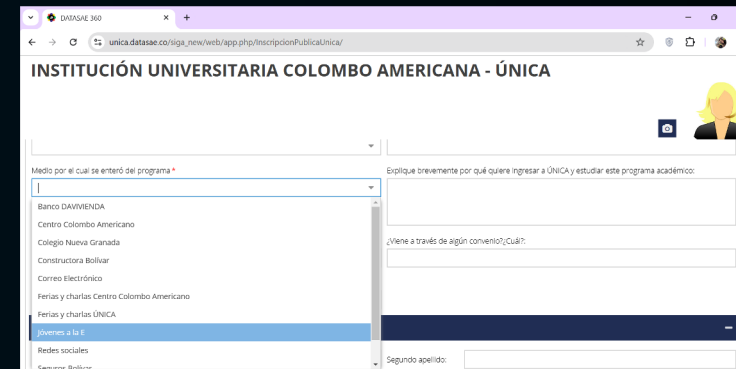 DATASAE 360
unica.datasae.co/siga_new/web/app.php/InscripcionPublicaUnica/
INSTITUCIÓN UNIVERSITARIA COLOMBO AMERICANA - ÚNICA
Medio por el cual se enteró del programa *
Explique brevemente por qué quiere ingresar a ÚNICA y estudiar este programa académico:
Banco DAVIVIENDA
Centro Colombo Americano
Colegio Nueva Granada
Constructora Bolívar
Correo Electrónico
Ferias y charlas Centro Colombo Americano
Ferias y charlas ÚNICA
Jóvenes a la E
Redes sociales
Seguros Bolívar
¿Viene a través de algún convenio?¿Cuál?:
Segundo apellido: